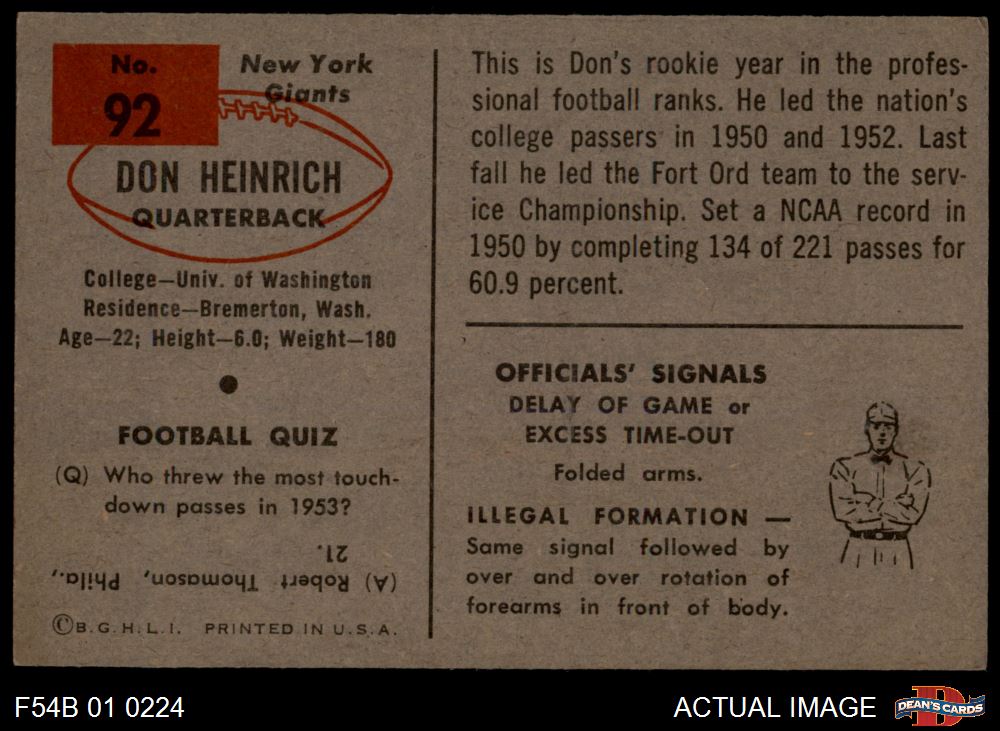 No.
92
New York
Giants
DON HEINRICH
QUARTERBACK
College—Univ. of Washington
Residence—Bremerton, Wash.
Age—22; Height—6.0; Weight—180
FOOTBALL QUIZ
(Q) Who threw the most touch-
down passes in 1953?
(A) Robert Thomason, Phila.,
21.
©B.G.H.L.I. PRINTED IN U.S.A.
This is Don's rookie year in the profes-
sional football ranks. He led the nation's
college passers in 1950 and 1952. Last
fall he led the Fort Ord team to the serv-
ice Championship. Set a NCAA record in
1950 by completing 134 of 221 passes for
60.9 percent.
OFFICIALS' SIGNALS
DELAY OF GAME or
EXCESS TIME-OUT
Folded arms.
ILLEGAL FORMATION —
Same signal followed by
over and over rotation of
forearms in front of body.
F54B 01 0224
ACTUAL IMAGE
D
DEAN'S CARDS